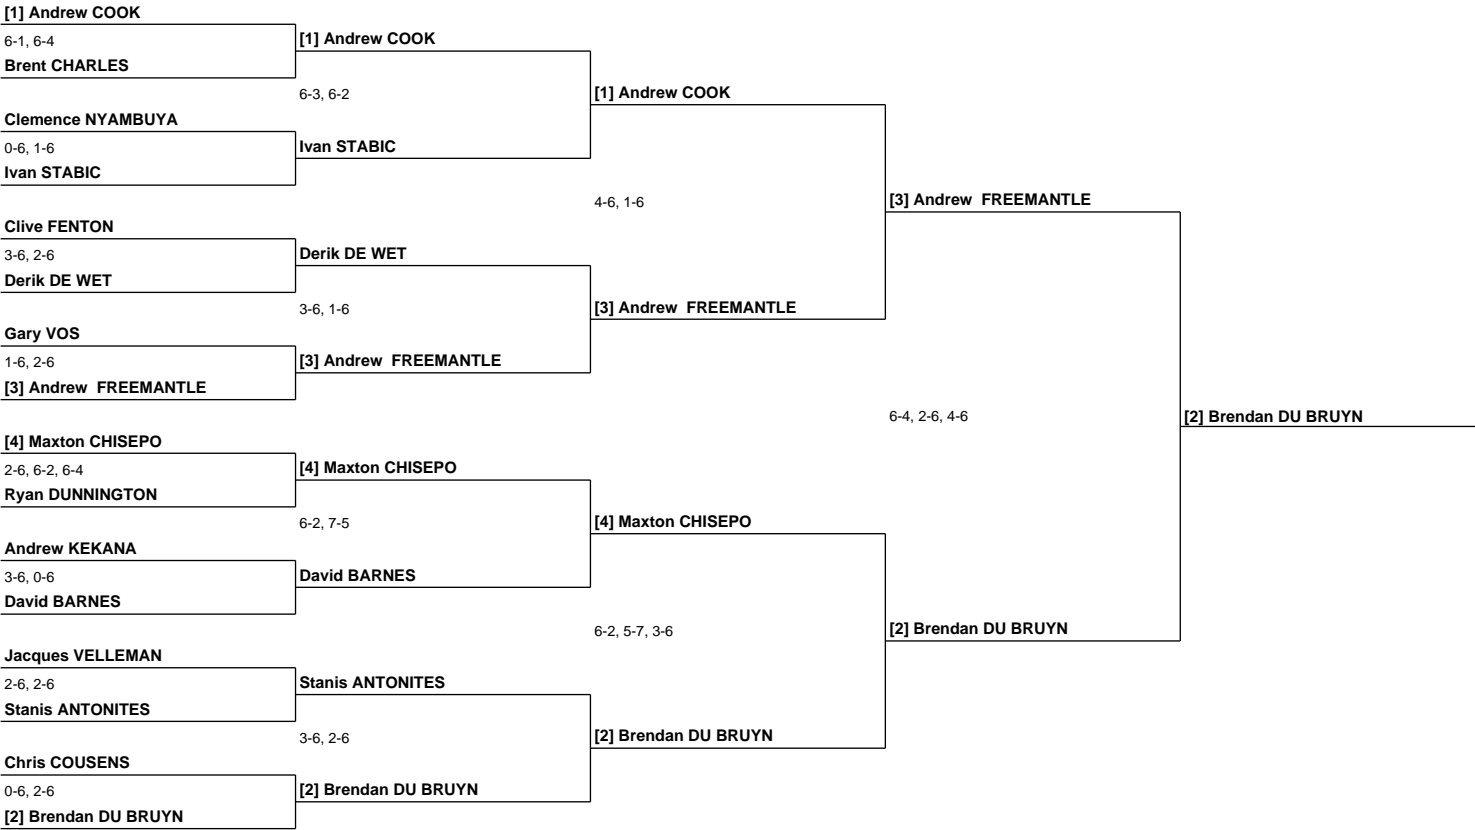 [1] Andrew COOK
6-1, 6-4
Brent CHARLES
Clemence NYAMBUYA
0-6, 1-6
Ivan STABIC
Clive FENTON
3-6, 2-6
Derik DE WET
Gary VOS
1-6, 2-6
[3] Andrew  FREEMANTLE
[4] Maxton CHISEPO
2-6, 6-2, 6-4
Ryan DUNNINGTON
Andrew KEKANA
3-6, 0-6
David BARNES
Jacques VELLEMAN
2-6, 2-6
Stanis ANTONITES
Chris COUSENS
0-6, 2-6
[2] Brendan DU BRUYN
[1] Andrew COOK
6-3, 6-2
Ivan STABIC
Derik DE WET
3-6, 1-6
[3] Andrew  FREEMANTLE
[4] Maxton CHISEPO
6-2, 7-5
David BARNES
Stanis ANTONITES
3-6, 2-6
[2] Brendan DU BRUYN
[1] Andrew COOK
4-6, 1-6
[3] Andrew  FREEMANTLE
[4] Maxton CHISEPO
6-2, 5-7, 3-6
[2] Brendan DU BRUYN
[3] Andrew  FREEMANTLE
6-4, 2-6, 4-6
[2] Brendan DU BRUYN
[2] Brendan DU BRUYN